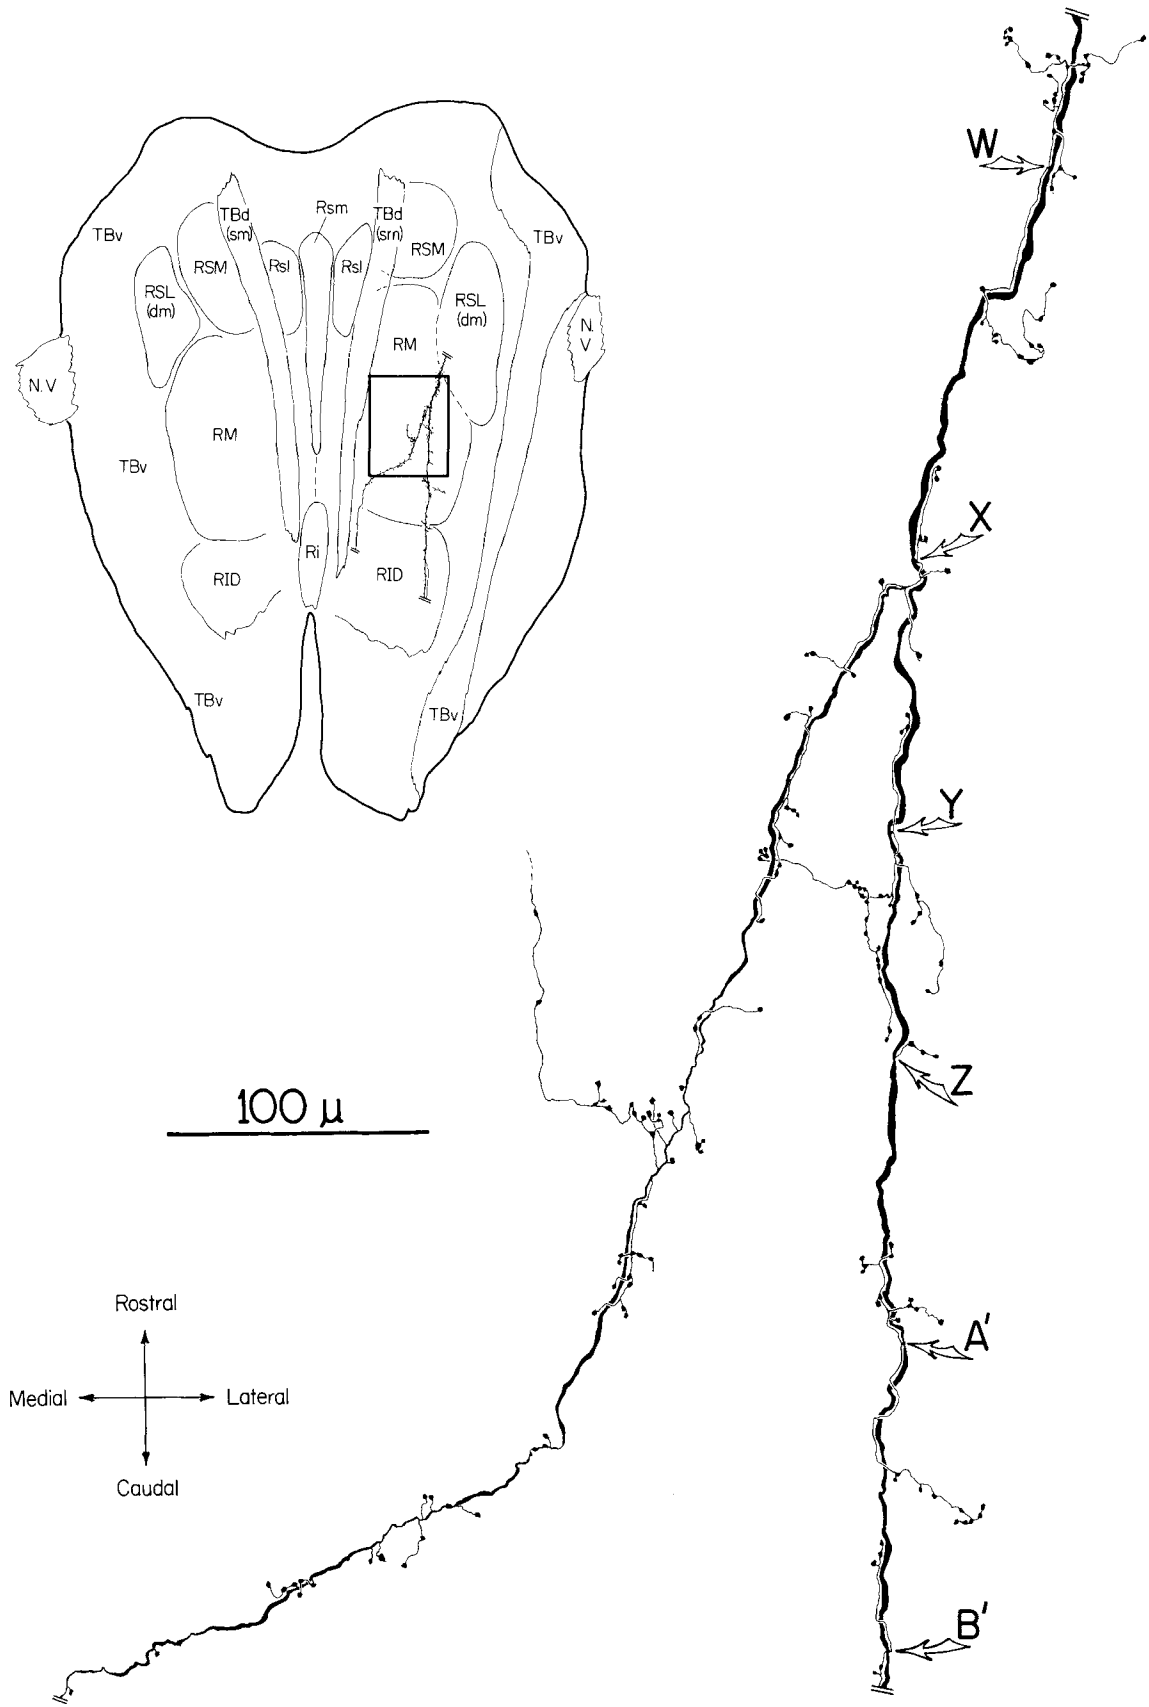 W
Rsm
TBd
(sm)
TBd
(srn)
TBv
TBv
RSM
Rsl
Rsl
RSM
RSL
(dm)
RSL
(dm)
N.
V
RM
N.V
RM
TBv
X
Ri
RID
RID
TBv
TBv
Y
Z
100 μ
Rostral
A'
Medial
Lateral
Caudal
B'